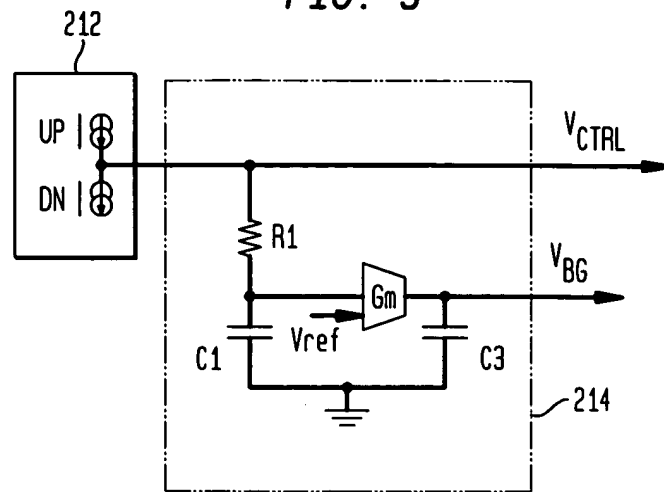 FIG. 3
212
UP
DN
VCTRL
R1
VBG
Gm
Vref
C1
C3
214